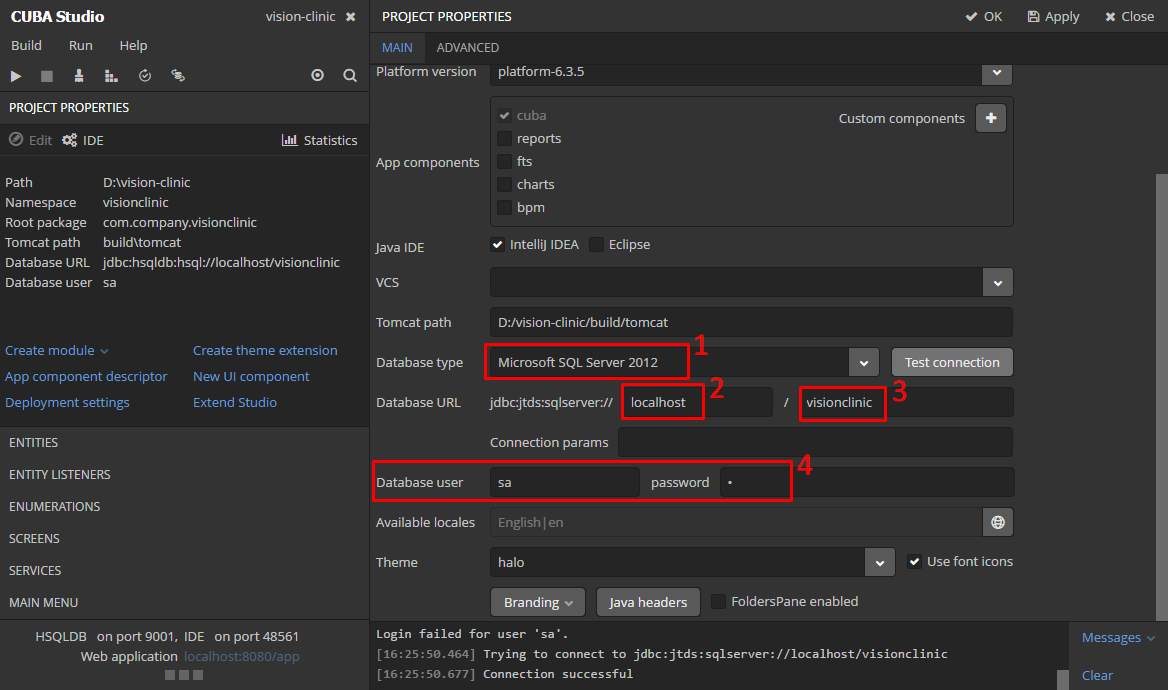 CUBA Studio
vision-clinic
Build Run Help
PROJECT PROPERTIES
Edit IDE Statistics
Path D:\vision-clinic
Namespace visionclinic
Root package com.company.visionclinic
Tomcat path build\tomcat
Database URL jdbc:hsqldb:hsql://localhost/visionclinic
Database user sa
Create module Create theme extension
App component descriptor New UI component
Deployment settings Extend Studio
ENTITIES
ENTITY LISTENERS
ENUMERATIONS
SCREENS
SERVICES
MAIN MENU
HSQLDB on port 9001, IDE on port 48561
Web application localhost:8080/app
PROJECT PROPERTIES OK Apply Close
MAIN ADVANCED
Platform version platform-6.3.5
App components
cuba
reports
fts
charts
bpm
Custom components +
Java IDE IntelliJ IDEA Eclipse
VCS
Tomcat path D:/vision-clinic/build/tomcat
Database type Microsoft SQL Server 2012 1 Test connection
Database URL jdbc:jtds:sqlserver:// localhost 2 / visionclinic 3
Connection params
Database user sa password • 4
Available locales English|en
Theme halo Use font icons
Branding Java headers FoldersPane enabled
Login failed for user 'sa'.
[16:25:50.464] Trying to connect to jdbc:jtds:sqlserver://localhost/visionclinic
[16:25:50.677] Connection successful
Messages
Clear